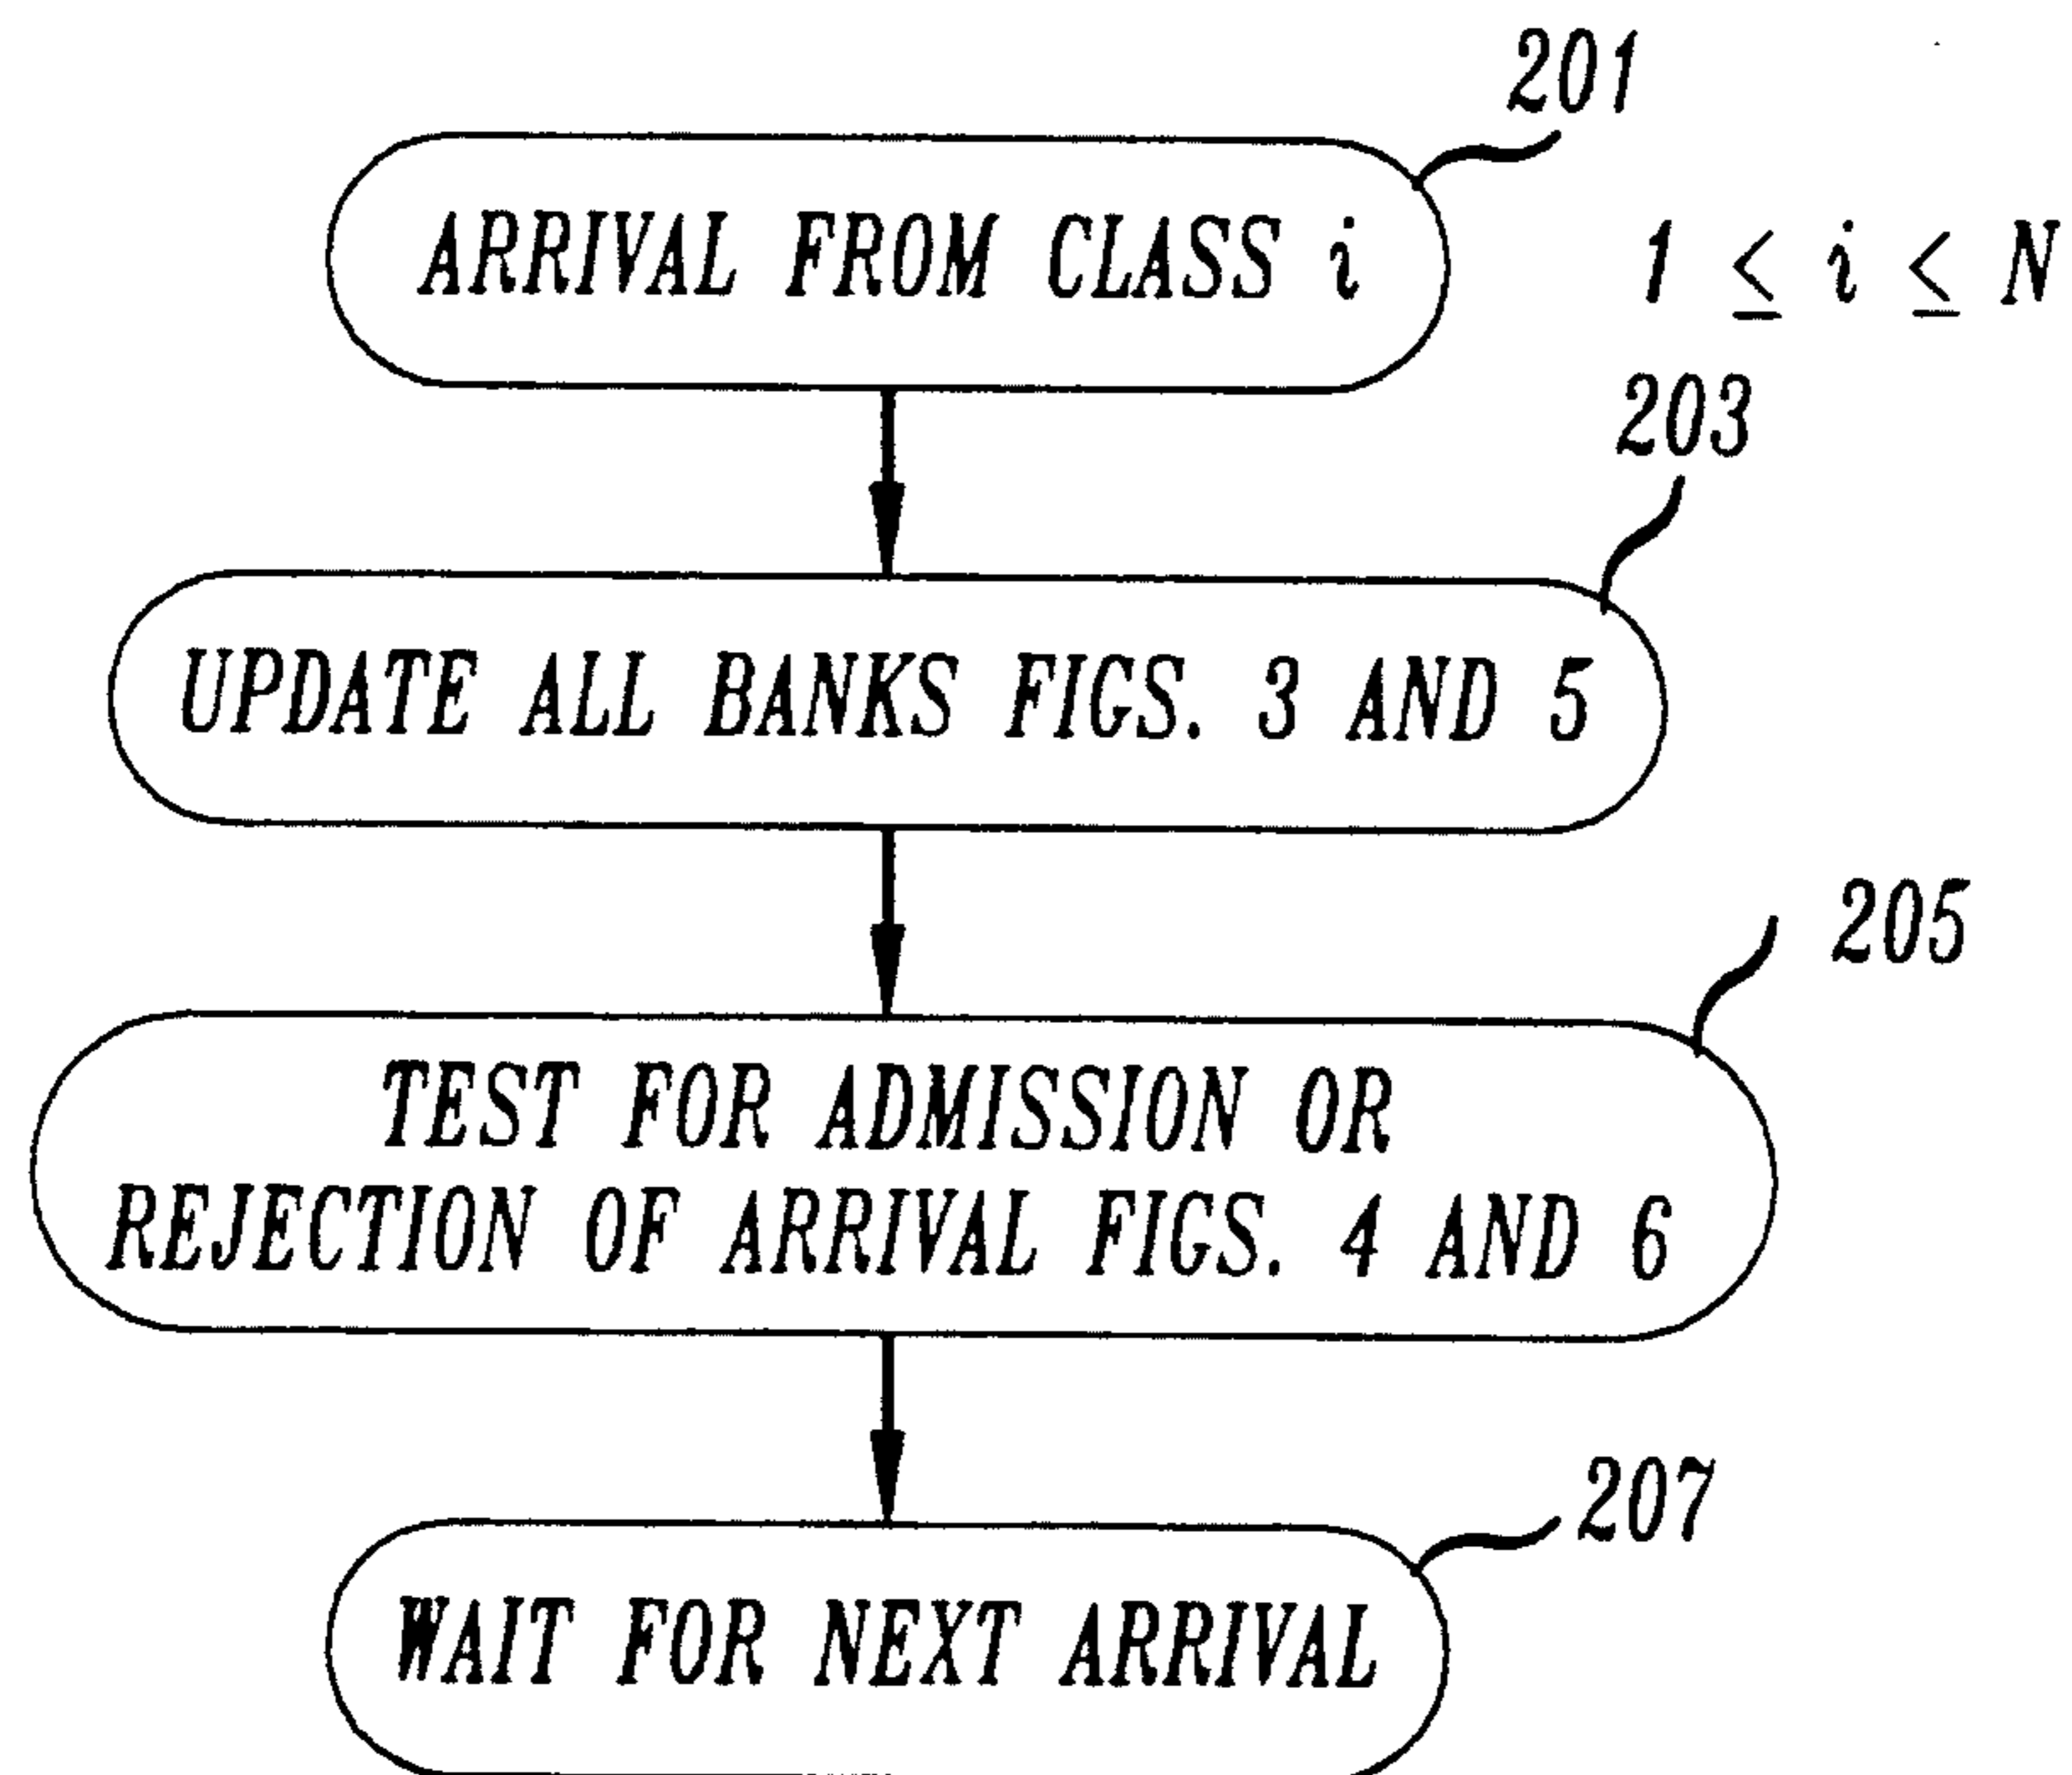 201
ARRIVAL FROM CLASS i
1 ≤ i ≤ N
203
UPDATE ALL BANKS FIGS. 3 AND 5
205
TEST FOR ADMISSION OR
REJECTION OF ARRIVAL FIGS. 4 AND 6
207
WAIT FOR NEXT ARRIVAL